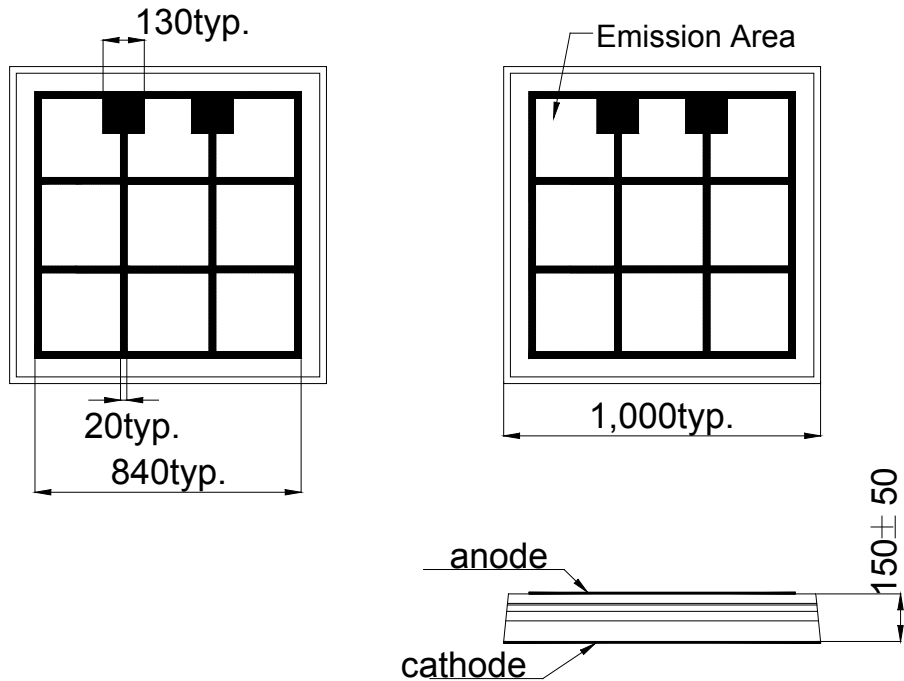 130typ.
Emission Area
20typ.
840typ.
1,000typ.
150± 50
anode
cathode